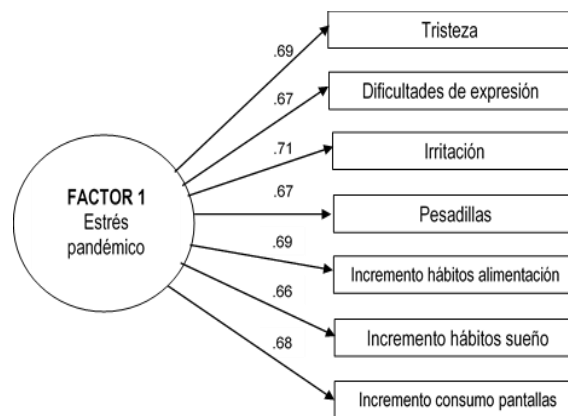 .69
Tristeza
.67
Dificultades de expresión
.71
Irritación
FACTOR 1
Estrés
pandémico
.67
Pesadillas
.69
Incremento hábitos alimentación
.66
Incremento hábitos sueño
.68
Incremento consumo pantallas